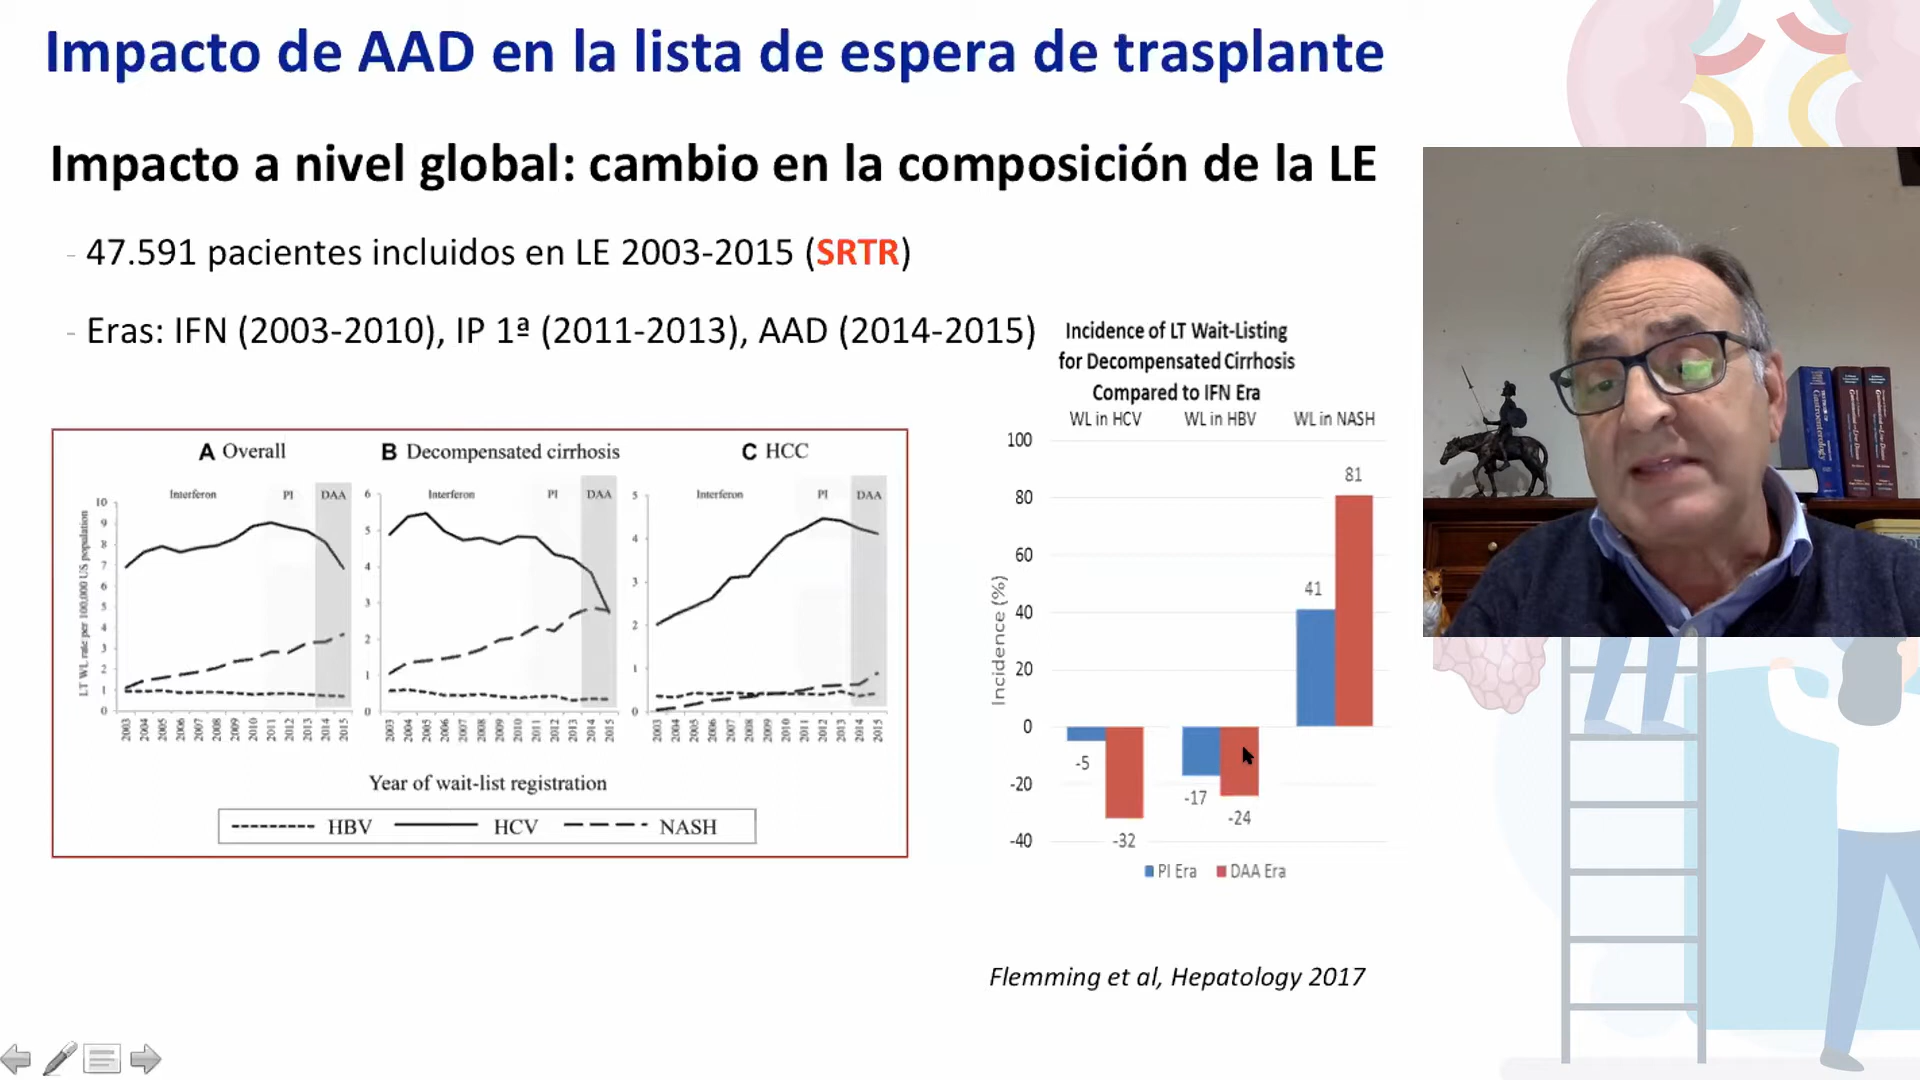 Impacto de AAD en la lista de espera de trasplante
Impacto a nivel global: cambio en la composición de la LE
- 47.591 pacientes incluidos en LE 2003-2015 (SRTR)
- Eras: IFN (2003-2010), IP 1ª (2011-2013), AAD (2014-2015)
A Overall
B Decompensated cirrhosis
C HCC
Interferon PI DAA
Interferon PI DAA
Interferon PI DAA
LT WL rate per 100,000 US population
10
9
8
7
6
5
4
3
2
1
0
6
5
4
3
2
1
0
5
4
3
2
1
0
2003 2004 2005 2006 2007 2008 2009 2010 2011 2012 2013 2014 2015
2003 2004 2005 2006 2007 2008 2009 2010 2011 2012 2013 2014 2015
2003 2004 2005 2006 2007 2008 2009 2010 2011 2012 2013 2014 2015
Year of wait-list registration
HBV HCV NASH
Incidence of LT Wait-Listing
for Decompensated Cirrhosis
Compared to IFN Era
WL in HCV WL in HBV WL in NASH
Incidence (%)
100
80
60
40
20
0
-20
-40
-5
-32
-17
-24
41
81
PI Era DAA Era
Flemming et al, Hepatology 2017
Gastroenterology